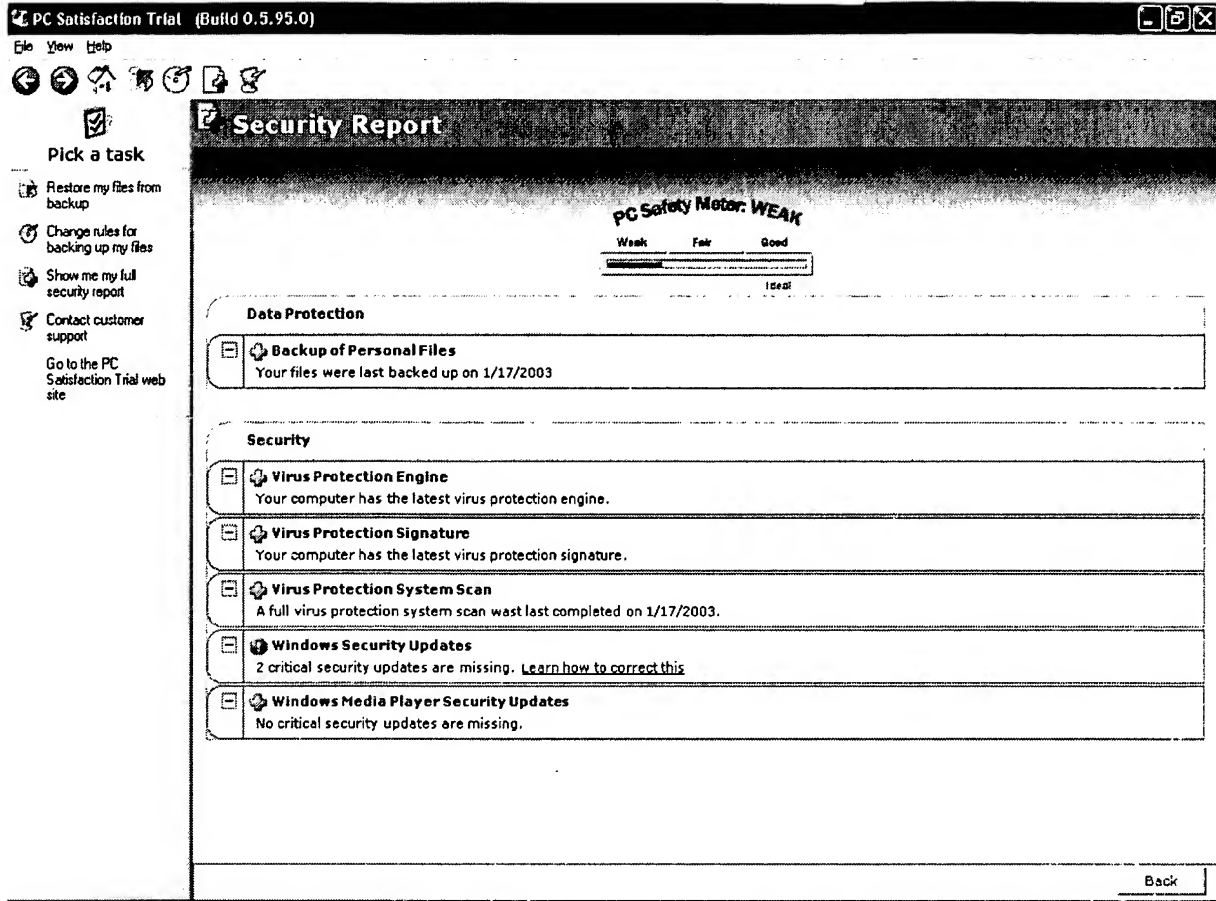 PC Satisfaction Trial (Build 0.5.95.0)
File View Help
Pick a task
Restore my files from
backup
Change rules for
backing up my files
Show me my full
security report
Contact customer
support
Go to the PC
Satisfaction Trial web
site
Security Report
PC Safety Meter: WEAK
Weak Fair Good
Ideal
Data Protection
Backup of Personal Files
Your files were last backed up on 1/17/2003
Security
Virus Protection Engine
Your computer has the latest virus protection engine.
Virus Protection Signature
Your computer has the latest virus protection signature.
Virus Protection System Scan
A full virus protection system scan wast last completed on 1/17/2003.
Windows Security Updates
2 critical security updates are missing. Learn how to correct this
Windows Media Player Security Updates
No critical security updates are missing.
Back